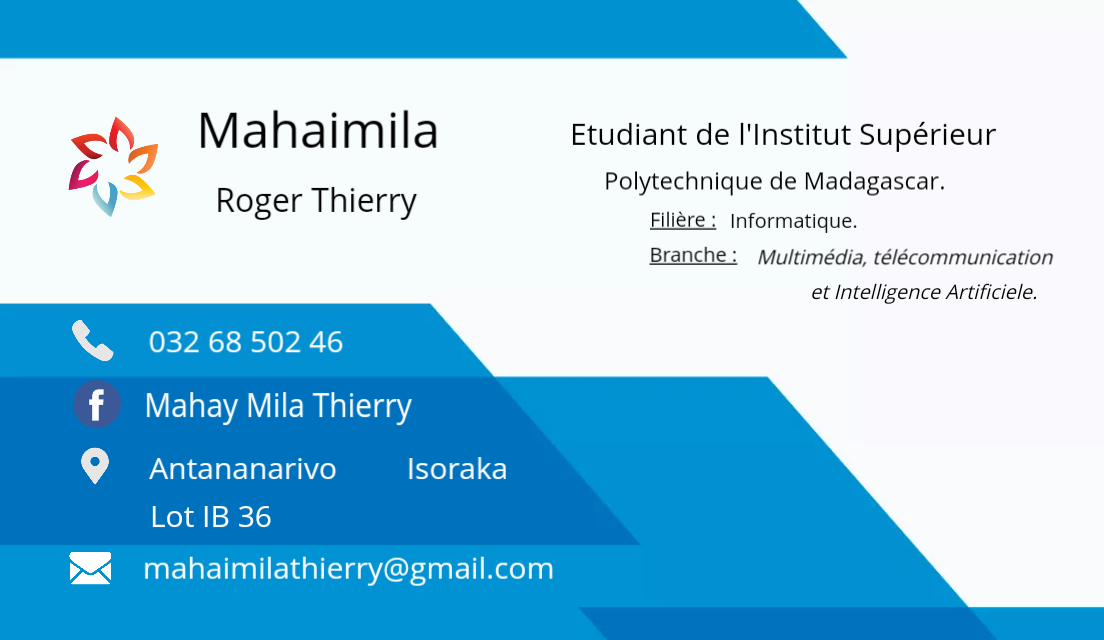 Mahaimila
Roger Thierry
Etudiant de l'Institut Supérieur
Polytechnique de Madagascar.
Filière : Informatique.
Branche : Multimédia, télécommunication
et Intelligence Artificiele.
032 68 502 46
Mahay Mila Thierry
Antananarivo Isoraka
Lot IB 36
mahaimilathierry@gmail.com